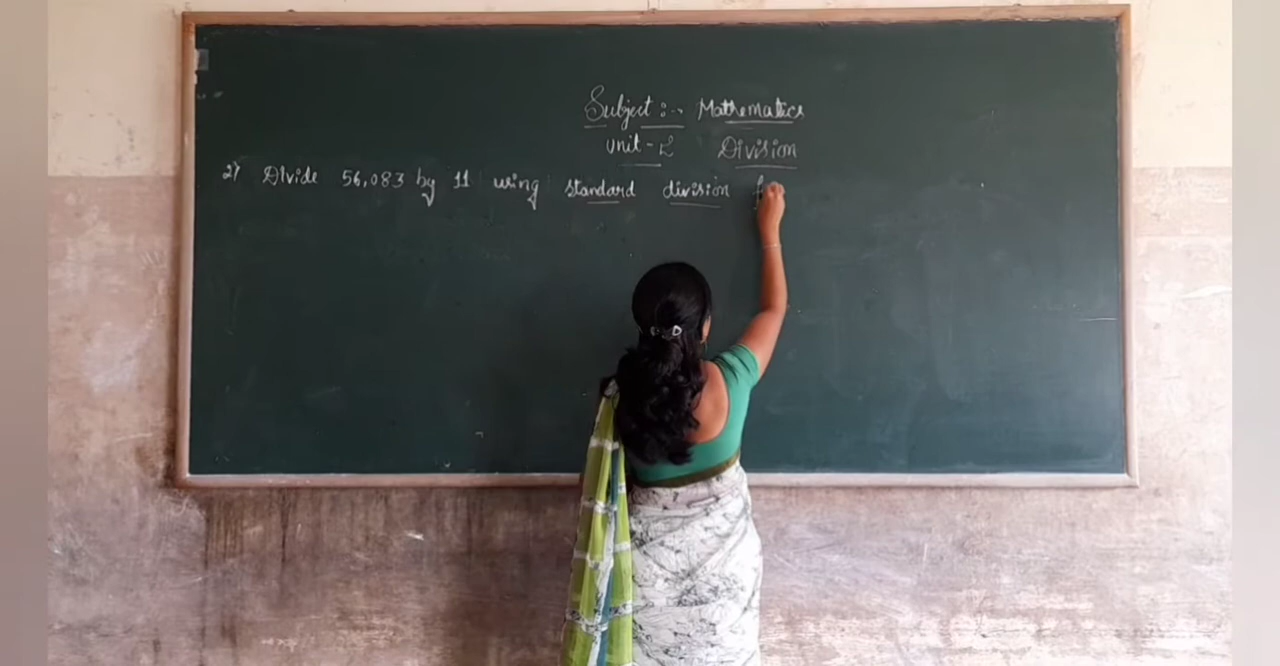 Subject :- Mathematics
Unit - 2 Division
2) Divide 56,083 by 11 using standard division f